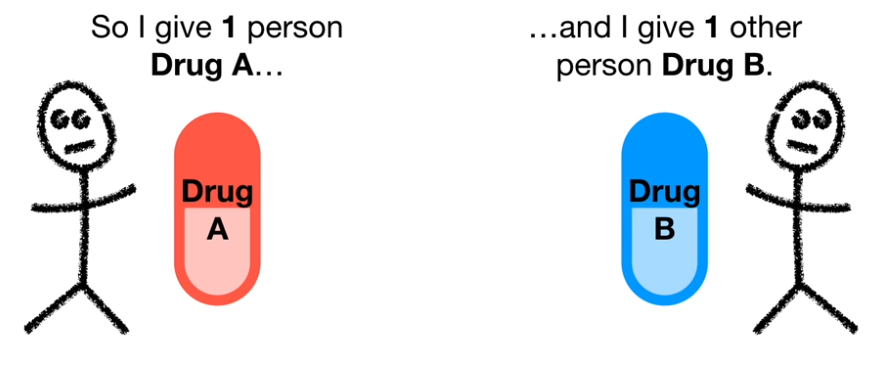 So I give 1 person
Drug A…
…and I give 1 other
person Drug B.
Drug
A
Drug
B